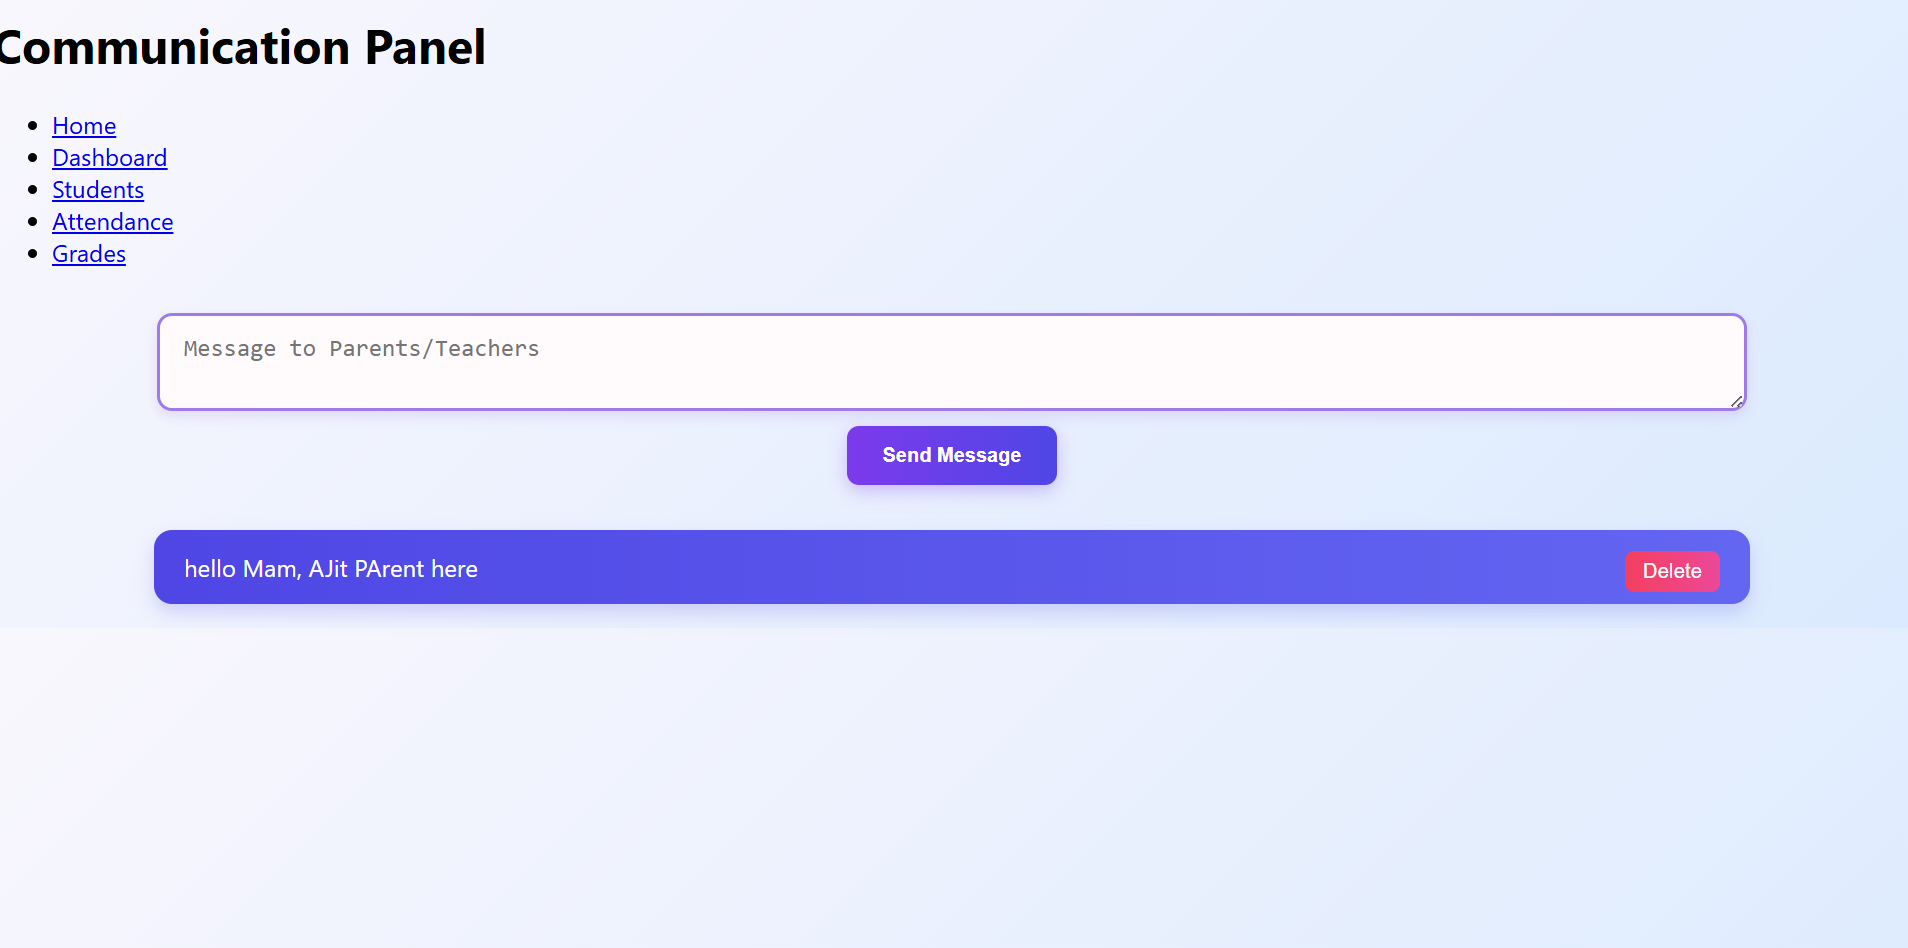 Communication Panel
Home
Dashboard
Students
Attendance
Grades
Message to Parents/Teachers
Send Message
hello Mam, AJit PArent here
Delete